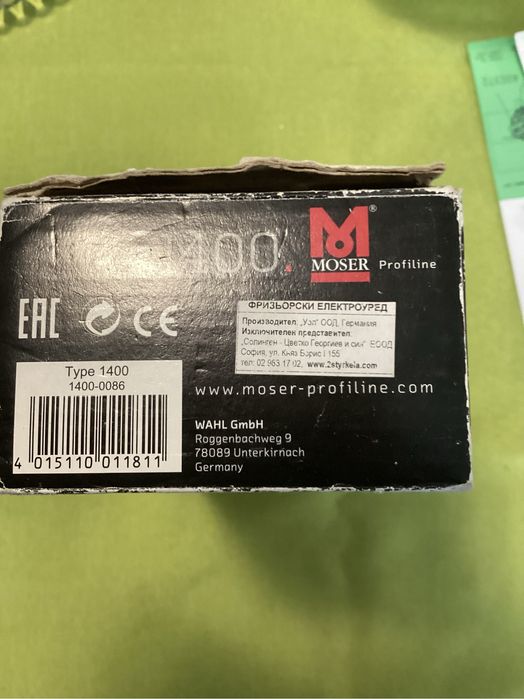 1400.
M®
MOSER Profiline
EAC CE
ФРИЗЬОРСКИ ЕЛЕКТРОУРЕД
Производител, „Уал" ООД, Германия
Изключителен представител:
„Солинген - Цветко Георгиев и син" ЕООД
София, ул. Княз Борис I 155
тел: 02 983 17 02, www.2styrkela.com
Type 1400
1400-0086
www.moser-profiline.com
4 015110 011811
WAHL GmbH
Roggenbachweg 9
78089 Unterkirnach
Germany